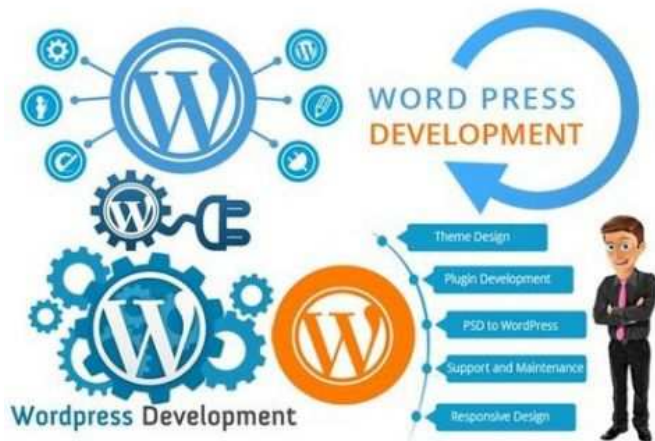 WORD PRESS
DEVELOPMENT
Theme Design
Plugin Development
PSD to WordPress
Support and Maintenance
Responsive Design
Wordpress Development